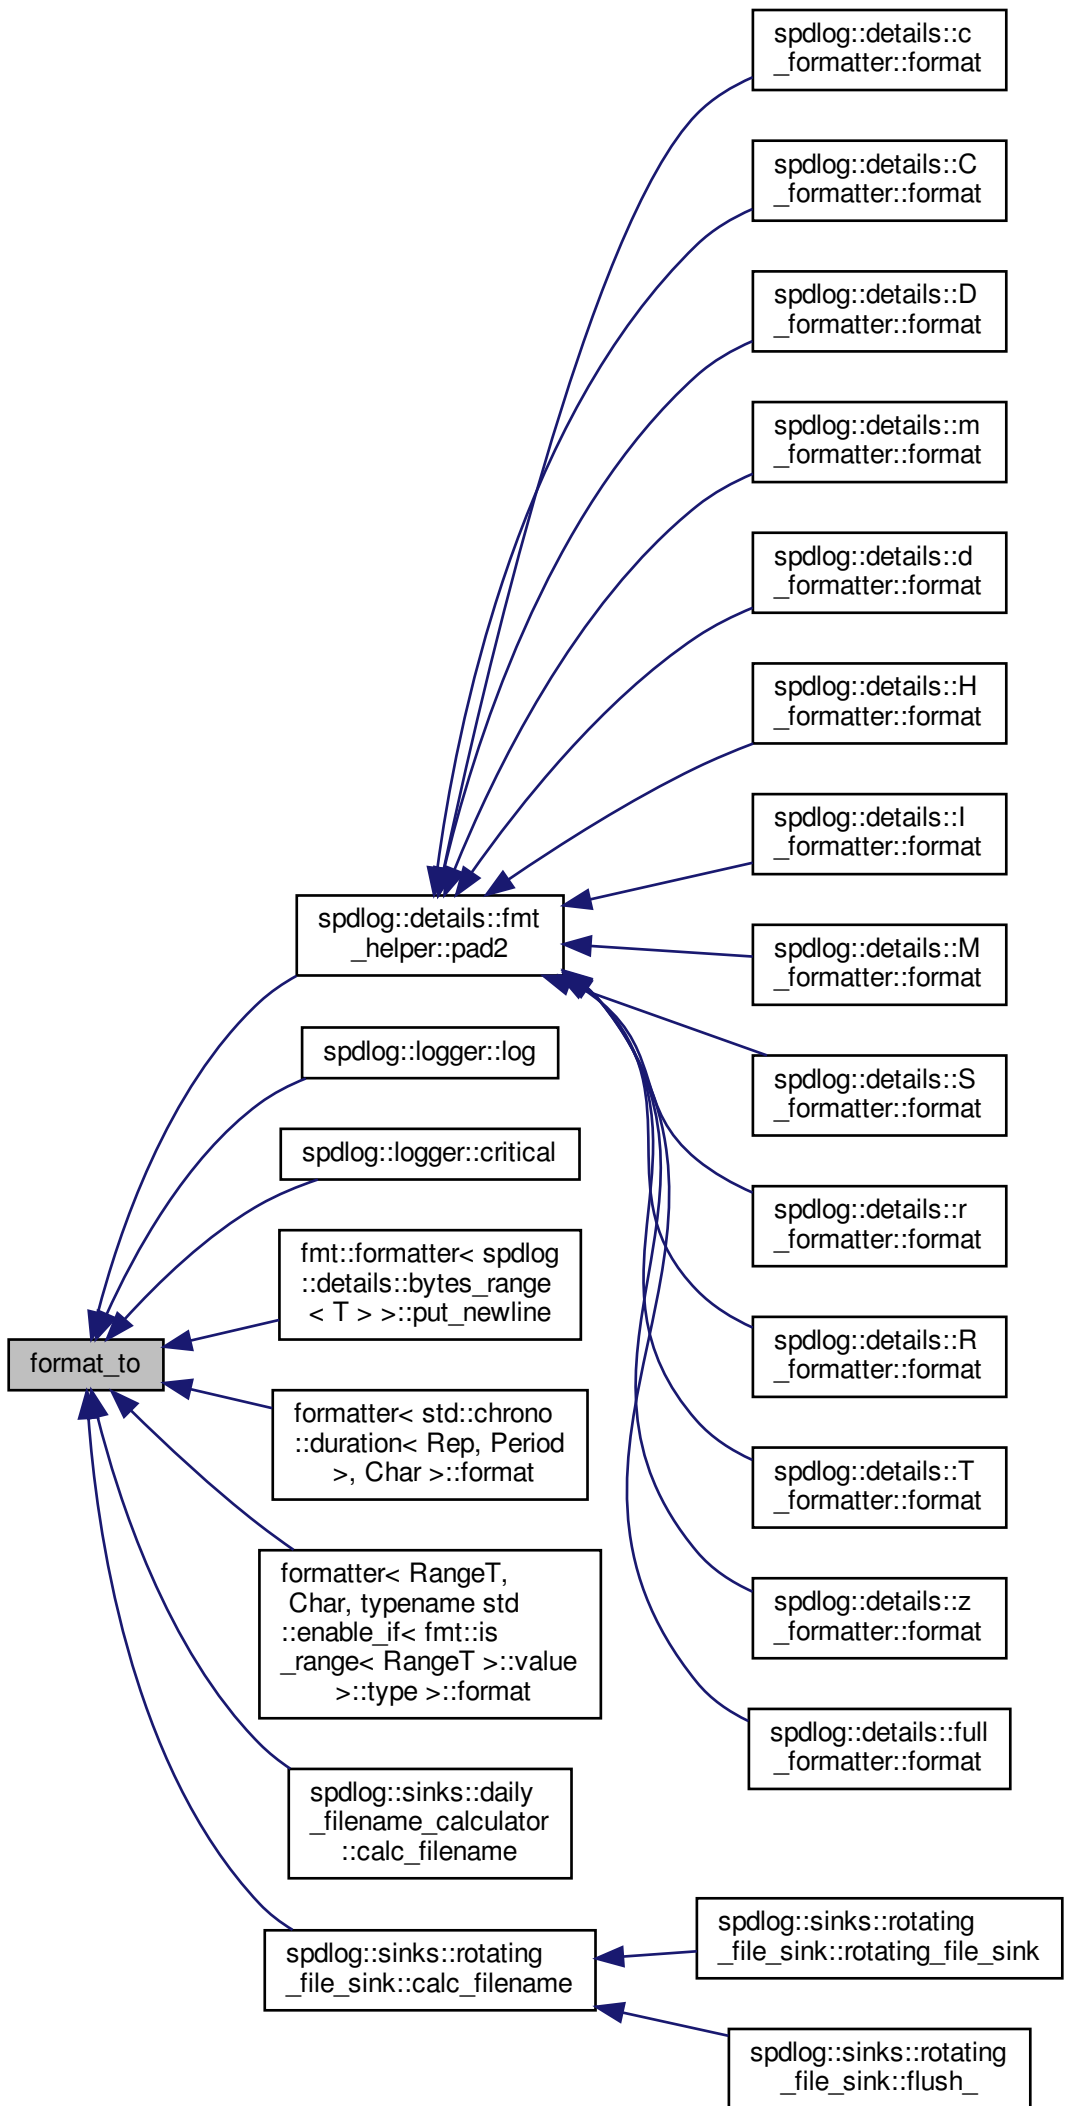 spdlog::details::c
_formatter::format
spdlog::details::C
_formatter::format
spdlog::details::D
_formatter::format
spdlog::details::m
_formatter::format
spdlog::details::d
_formatter::format
spdlog::details::H
_formatter::format
spdlog::details::I
_formatter::format
spdlog::details::fmt
_helper::pad2
spdlog::details::M
_formatter::format
spdlog::logger::log
spdlog::details::S
_formatter::format
spdlog::logger::critical
spdlog::details::r
_formatter::format
fmt::formatter< spdlog
::details::bytes_range
< T > >::put_newline
format_to
spdlog::details::R
_formatter::format
formatter< std::chrono
::duration< Rep, Period
>, Char >::format
spdlog::details::T
_formatter::format
formatter< RangeT,
Char, typename std
::enable_if< fmt::is
_range< RangeT >::value
>::type >::format
spdlog::details::z
_formatter::format
spdlog::details::full
_formatter::format
spdlog::sinks::daily
_filename_calculator
::calc_filename
spdlog::sinks::rotating
_file_sink::calc_filename
spdlog::sinks::rotating
_file_sink::rotating_file_sink
spdlog::sinks::rotating
_file_sink::flush_